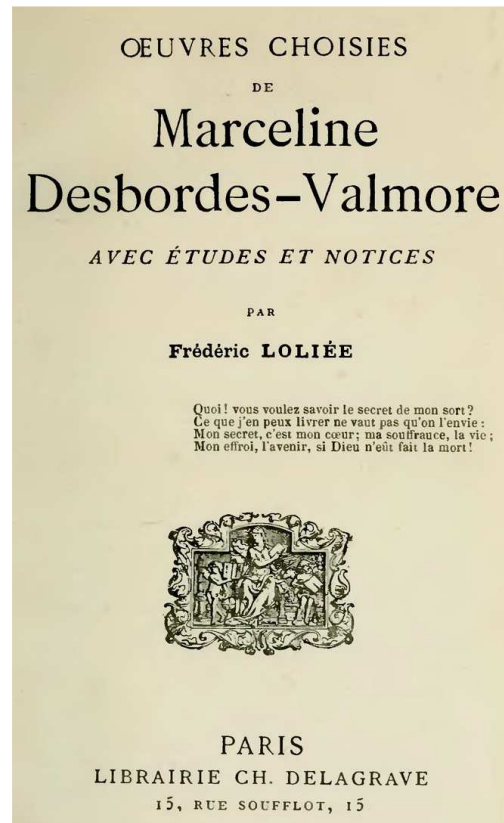 ŒUVRES CHOISIES
DE
Marceline
Desbordes-Valmore
AVEC ÉTUDES ET NOTICES
PAR
Frédéric LOLIÉE
Quoi! vous voulez savoir le secret de mon sort?
Ce que j'en peux livrer ne vaut pas qu'on l'envie :
Mon secret, c'est mon cœur; ma souffrance, la vie;
Mon effroi, l'avenir, si Dieu n'eût fait la mort!
PARIS
LIBRAIRIE CH. DELAGRAVE
15, RUE SOUFFLOT, 15